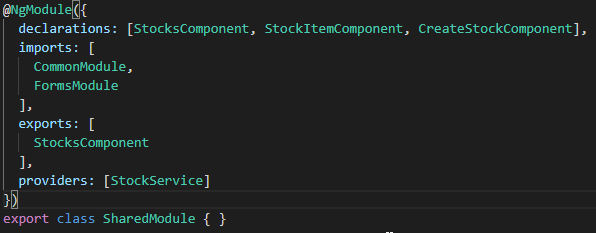 @NgModule({
declarations: [StocksComponent, StockItemComponent, CreateStockComponent],
imports: [
CommonModule,
FormsModule
],
exports: [
StocksComponent
],
providers: [StockService]
})
export class SharedModule { }